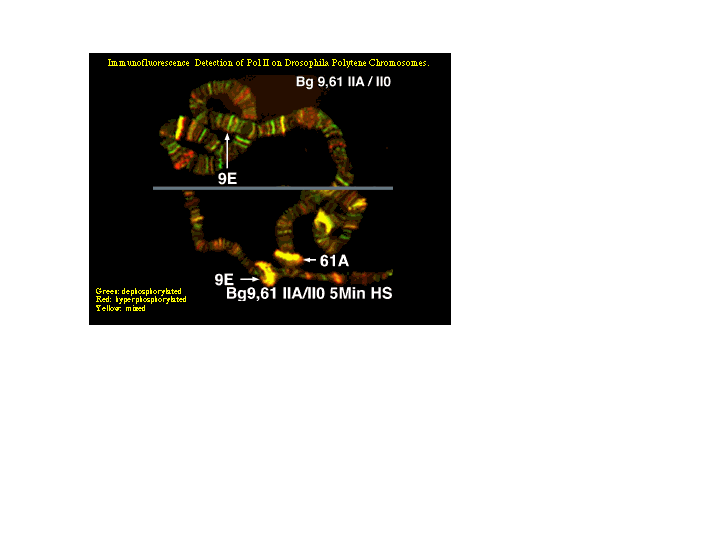 Immunofluorescence Detection of Pol II on Drosophila Polytene Chromosomes.
Bg 9,61 IIA / II0
9E
61A
9E
Bg9,61 IIA/II0 5Min HS
Green: dephosphorylated
Red: hyperphosphorylated
Yellow: mixed